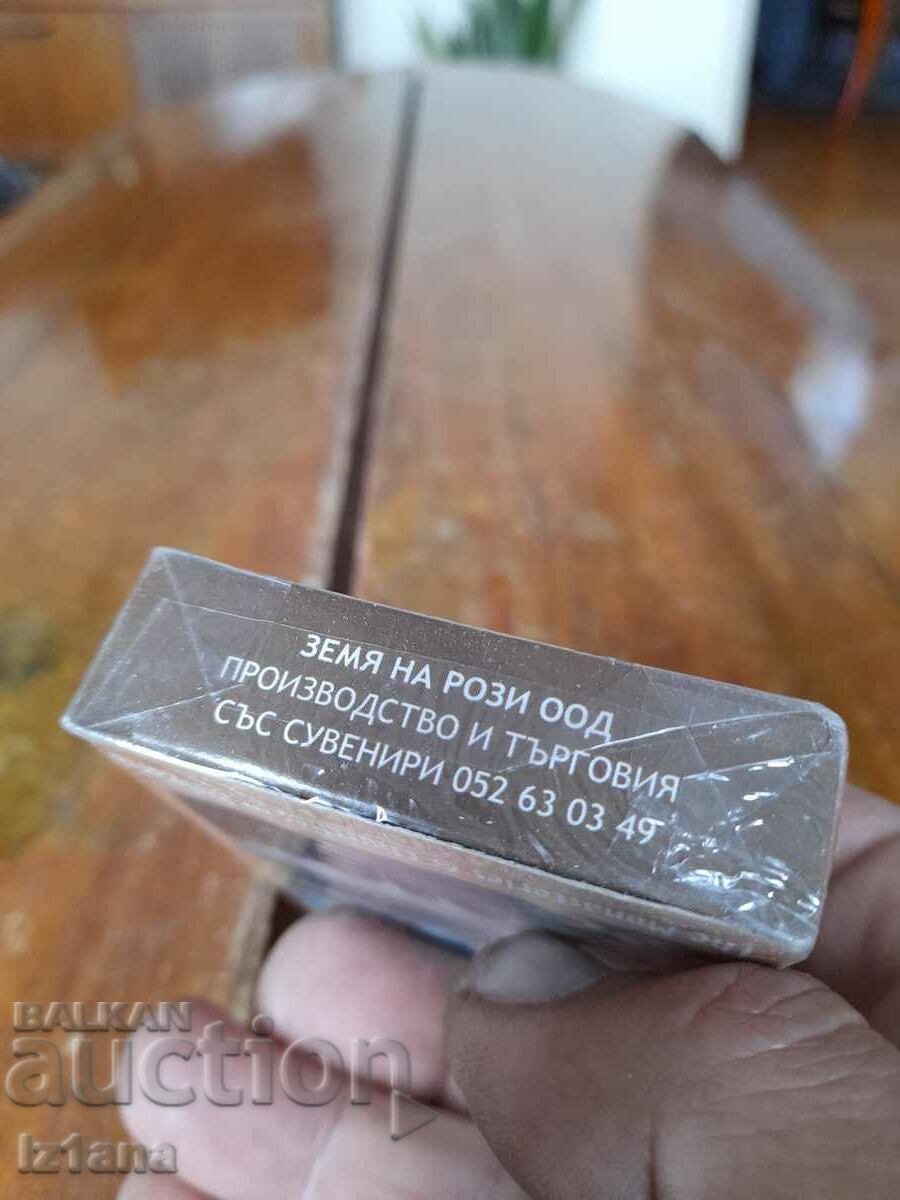 ЗЕМЯ НА РОЗИ ООД
ПРОИЗВОДСТВО И ТЪРГОВИЯ
СЪС СУВЕНИРИ 052 63 03 49
BALKAN
auction
Iz1ana